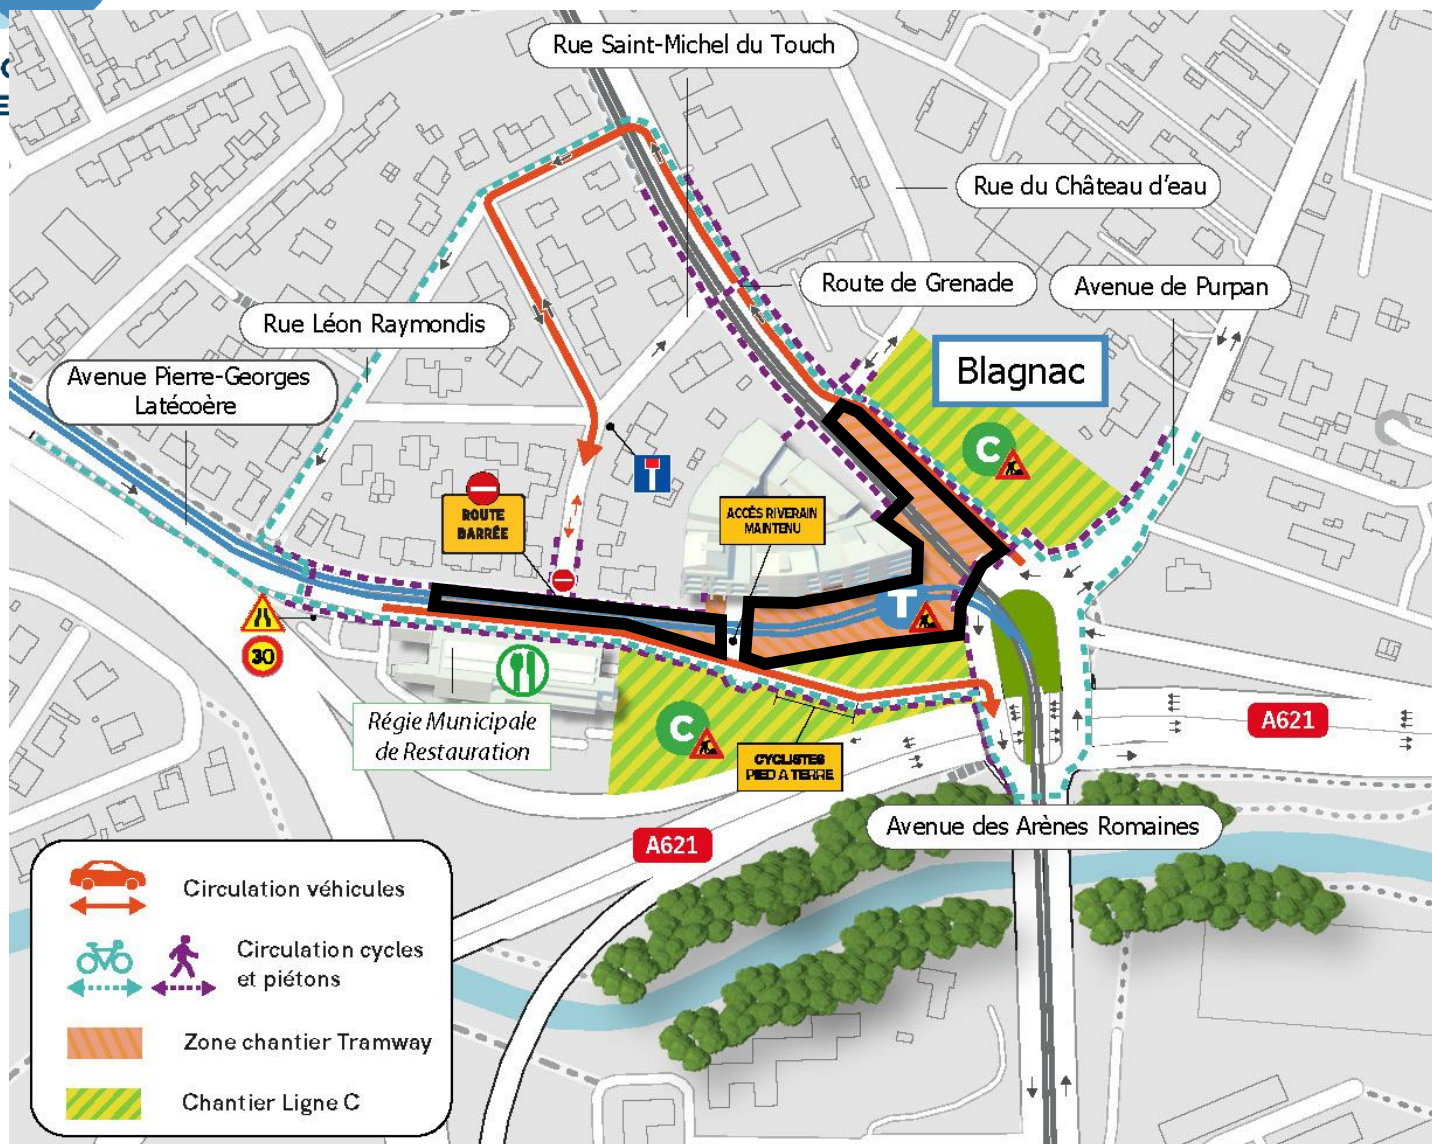 Rue Saint-Michel du Touch
Rue du Château d'eau
Route de Grenade
Avenue de Purpan
Rue Léon Raymondis
Blagnac
Avenue Pierre-Georges
Latécoère
C
ROUTE
BARRÉE
ACCÈS RIVERAIN
MAINTENU
T
30
Régie Municipale
de Restauration
C
CYCLISTES
PIED A TERRE
A621
A621
Avenue des Arènes Romaines
Circulation véhicules
Circulation cycles
et piétons
Zone chantier Tramway
Chantier Ligne C